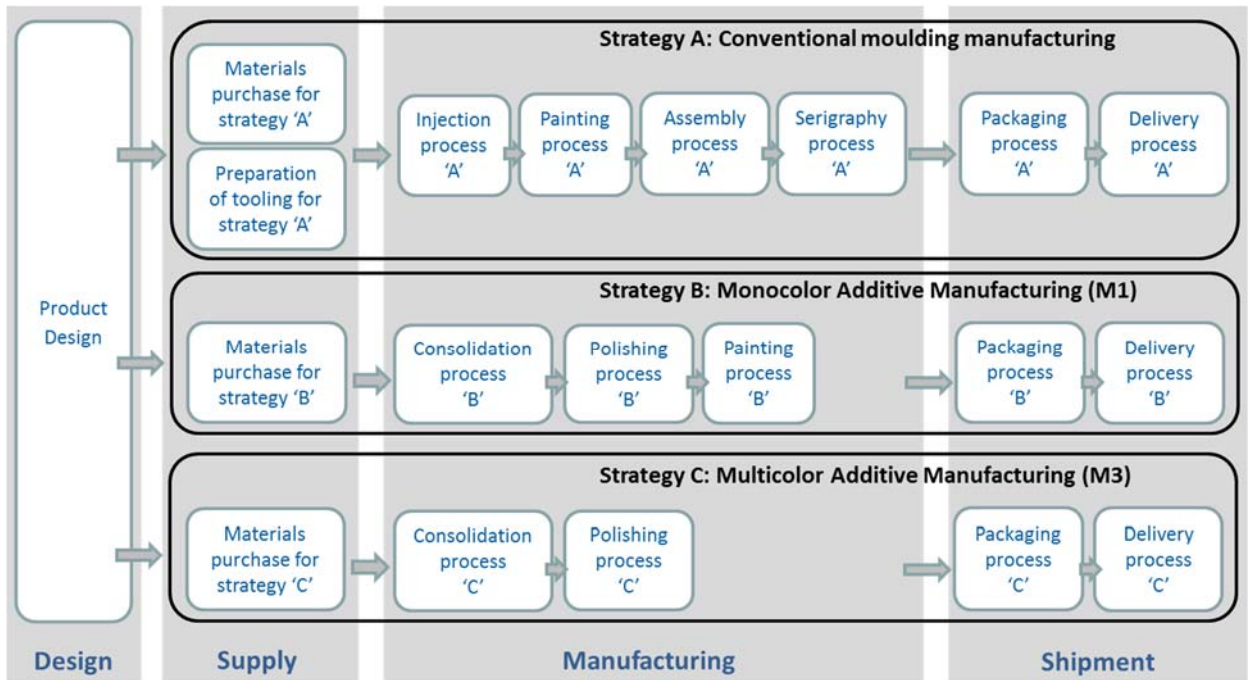 Strategy A: Conventional moulding manufacturing
Materials
purchase for
strategy ‘A’
Preparation
of tooling for
strategy ‘A’
Injection
process
‘A’
Painting
process
‘A’
Assembly
process
‘A’
Serigraphy
process
‘A’
Packaging
process
‘A’
Delivery
process
‘A’
Product
Design
Strategy B: Monocolor Additive Manufacturing (M1)
Materials
purchase for
strategy ‘B’
Consolidation
process
‘B’
Polishing
process
‘B’
Painting
process
‘B’
Packaging
process
‘B’
Delivery
process
‘B’
Strategy C: Multicolor Additive Manufacturing (M3)
Materials
purchase for
strategy ‘C’
Consolidation
process
‘C’
Polishing
process
‘C’
Packaging
process
‘C’
Delivery
process
‘C’
Design
Supply
Manufacturing
Shipment